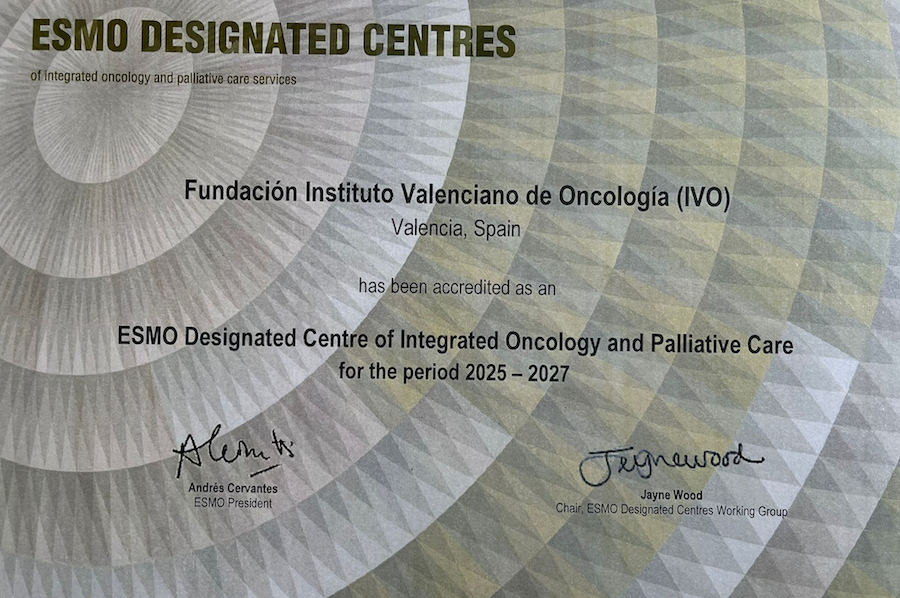 ESMO DESIGNATED CENTRES
of integrated oncology and palliative care services
Fundación Instituto Valenciano de Oncología (IVO)
Valencia, Spain
has been accredited as an
ESMO Designated Centre of Integrated Oncology and Palliative Care
for the period 2025 – 2027
Andrés Cervantes
ESMO President
Jaynewood
Jayne Wood
Chair, ESMO Designated Centres Working Group